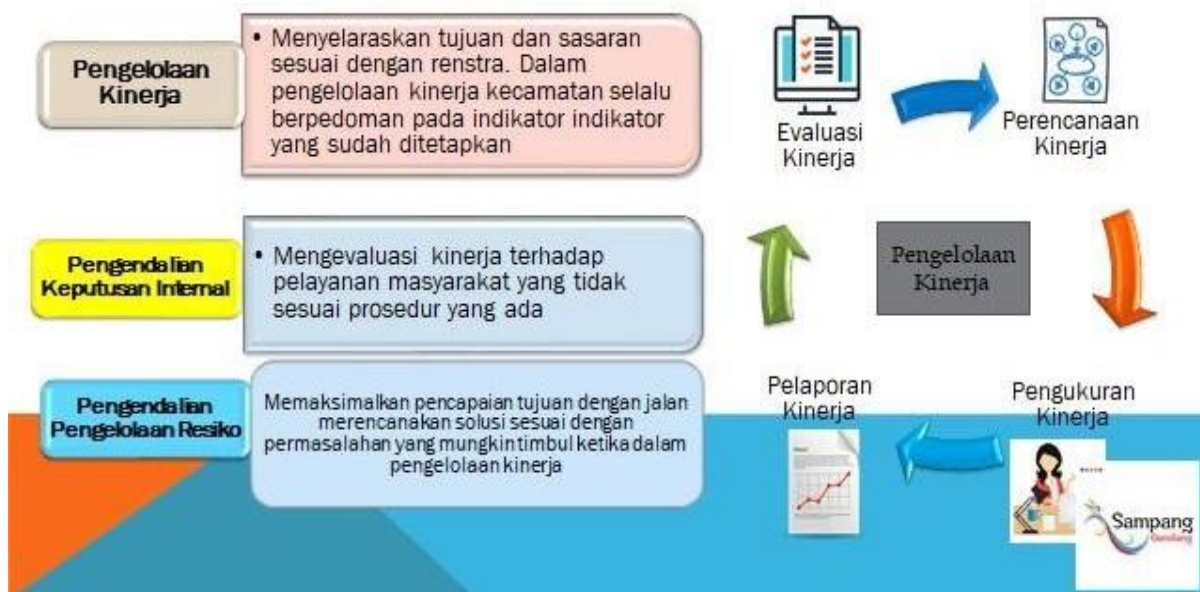 Pengelolaan
Kinerja
• Menyelaraskan tujuan dan sasaran
sesuai dengan renstra. Dalam
pengelolaan kinerja kecamatan selalu
berpedoman pada indikator indikator
yang sudah ditetapkan
Pengendalian
Keputusan Internal
• Mengevaluasi kinerja terhadap
pelayanan masyarakat yang tidak
sesuai prosedur yang ada
Pengendalian
Pengelolaan Resiko
Memaksimalkan pencapaian tujuan dengan jalan
merencanakan solusi sesuai dengan
permasalahan yang mungkin timbul ketika dalam
pengelolaan kinerja
Evaluasi
Kinerja
Perencanaan
Kinerja
Pengelolaan
Kinerja
Pelaporan
Kinerja
Pengukuran
Kinerja
Sampang